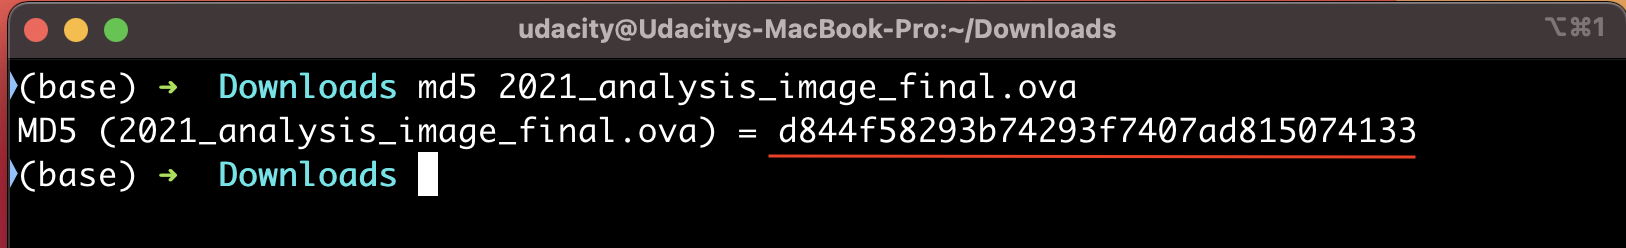 udacity@Udacitys-MacBook-Pro:~/Downloads ⌥⌘1
(base) ➜ Downloads md5 2021_analysis_image_final.ova
MD5 (2021_analysis_image_final.ova) = d844f58293b74293f7407ad815074133
(base) ➜ Downloads